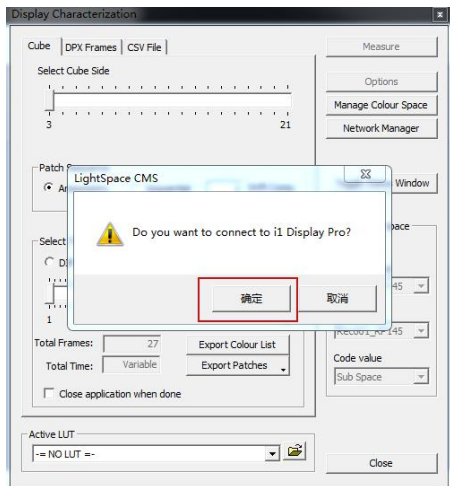 Display Characterization
Cube DPX Frames CSV File
Measure
Select Cube Side
Options
Manage Colour Space
3 21
Network Manager
Patch
LightSpace CMS
Window
Do you want to connect to i1 Display Pro?
Select
确定 取消
45
1
Total Frames: 27 Export Colour List
Code value
Total Time: Variable Export Patches
Sub Space
Close application when done
Active LUT
-= NO LUT =-
Close